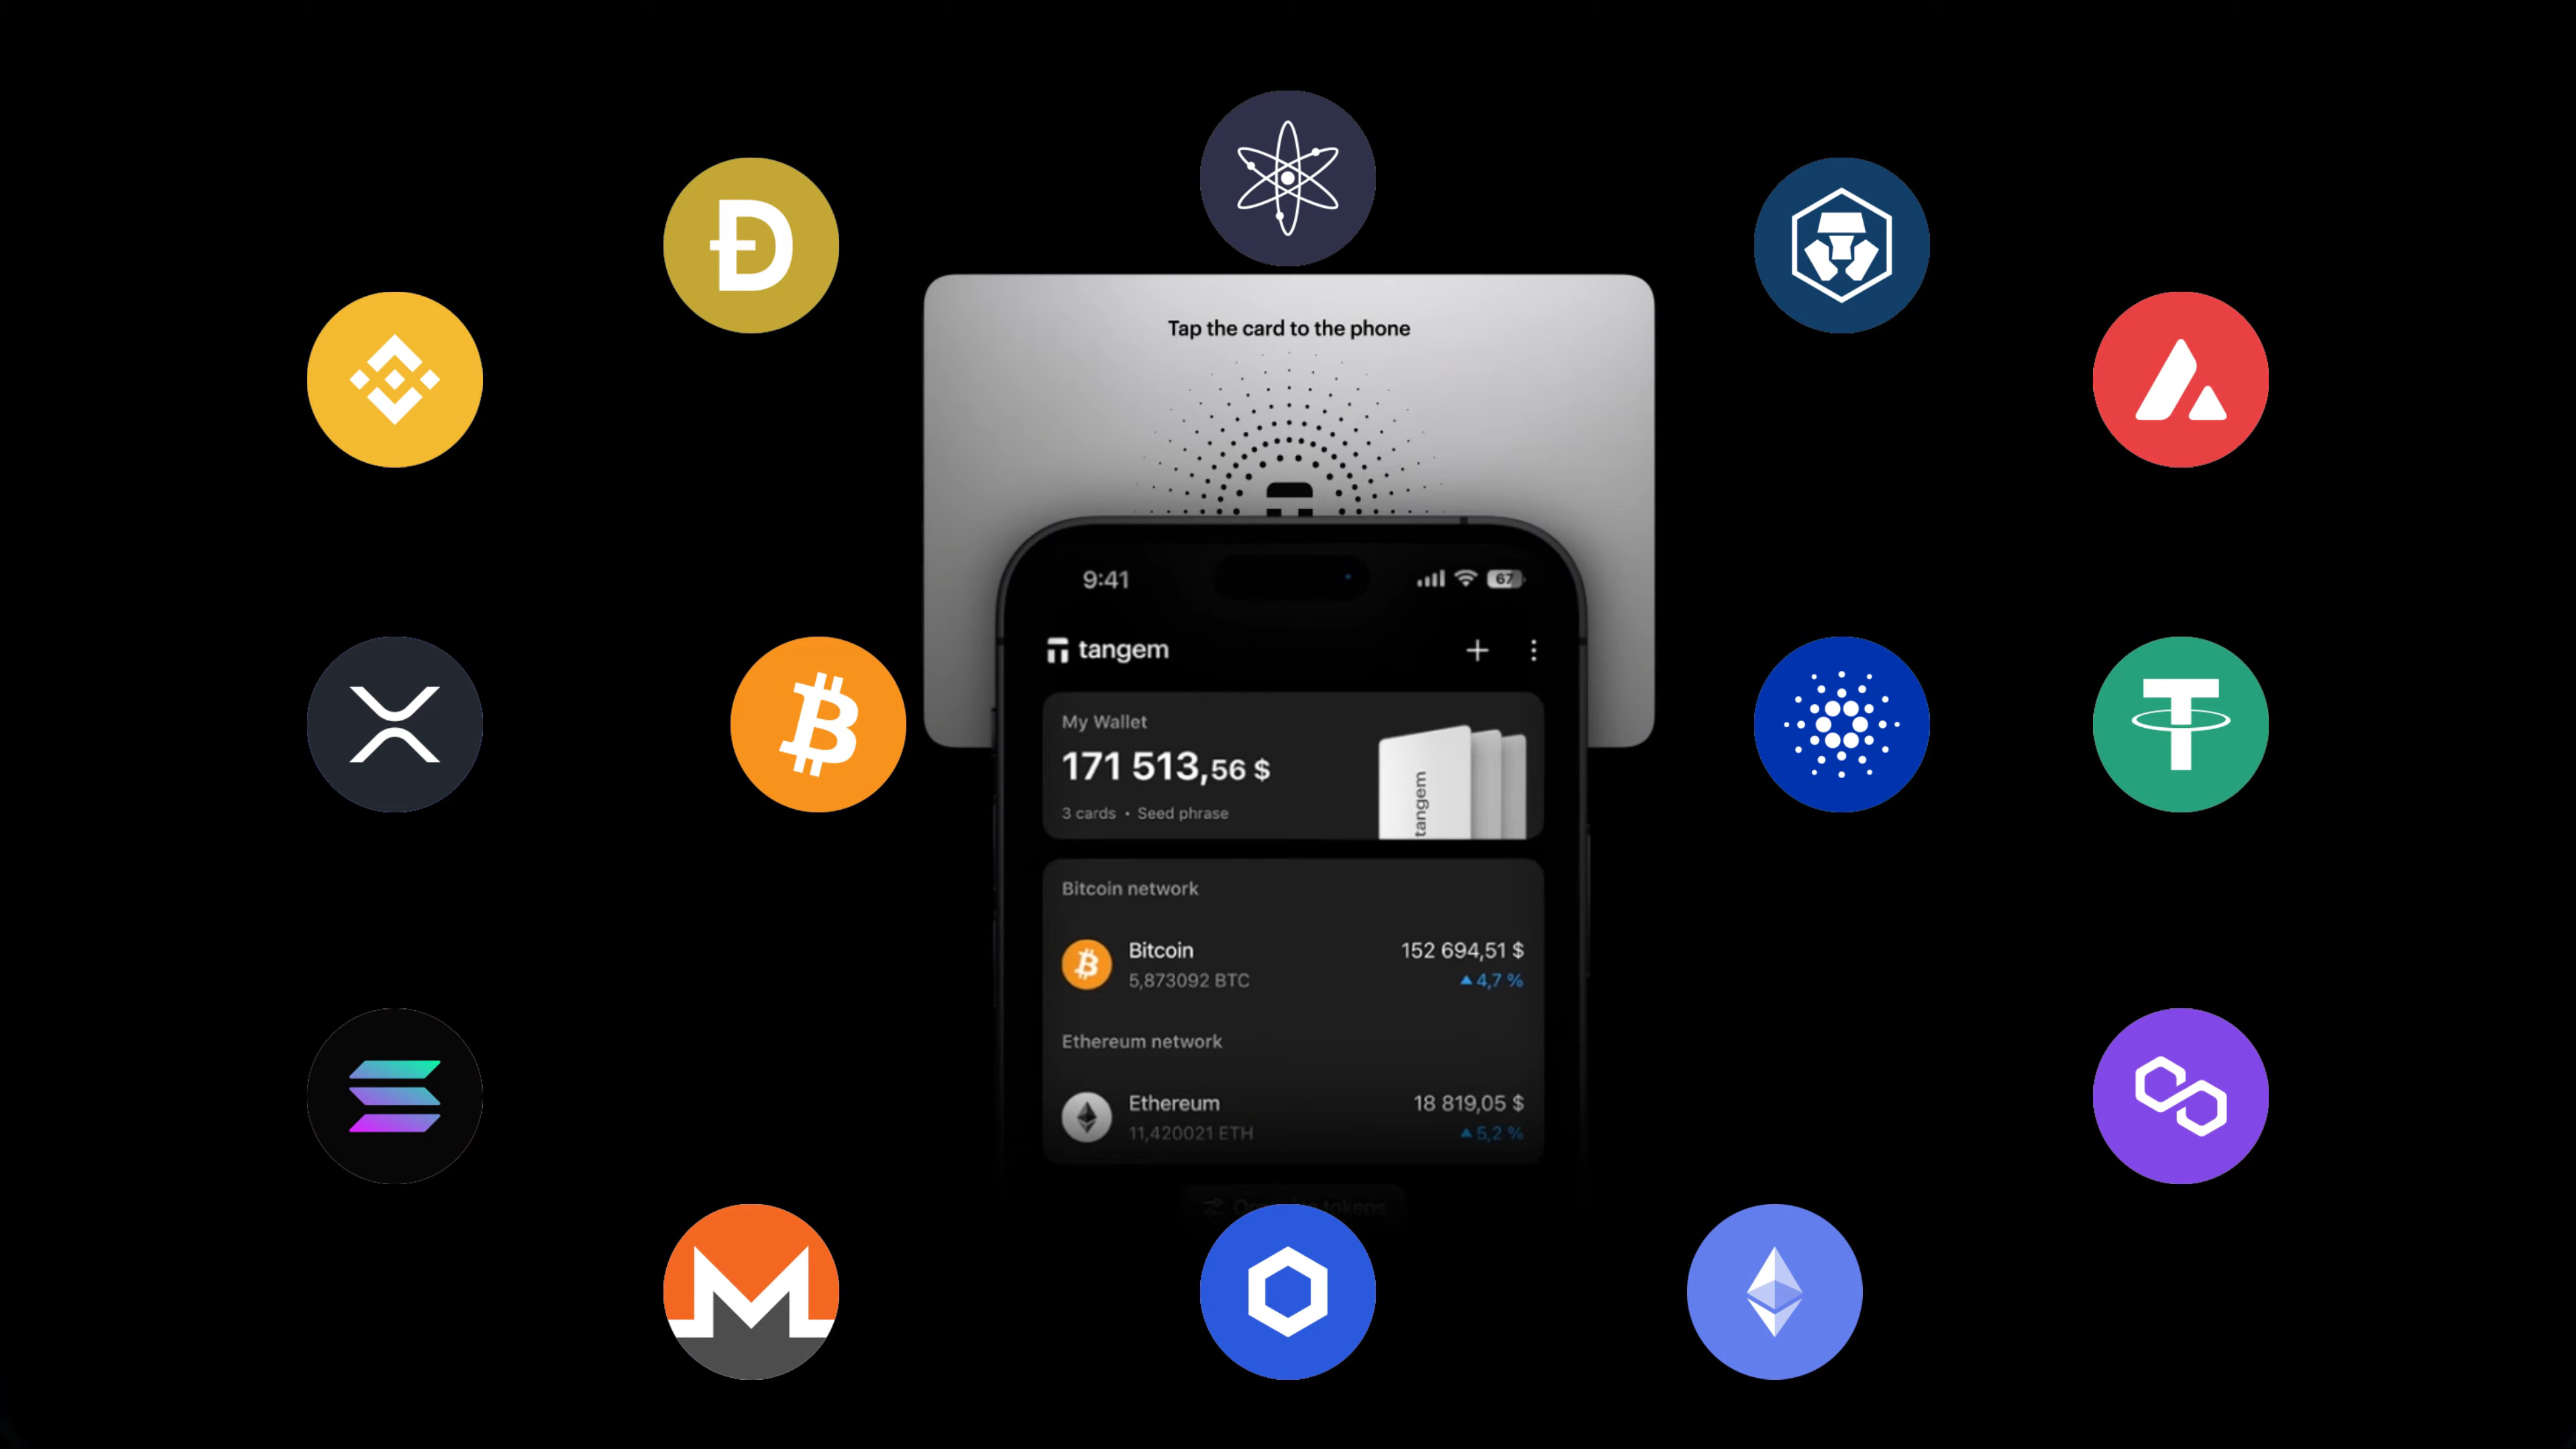 Tap the card to the phone
9:41
67
tangem
My Wallet
171 513,56 $
3 cards • Seed phrase
tangem
Bitcoin network
Bitcoin
152 694,51 $
5,873092 BTC
4,7 %
Ethereum network
Ethereum
18 819,05 $
11,420021 ETH
5,2 %
tokens